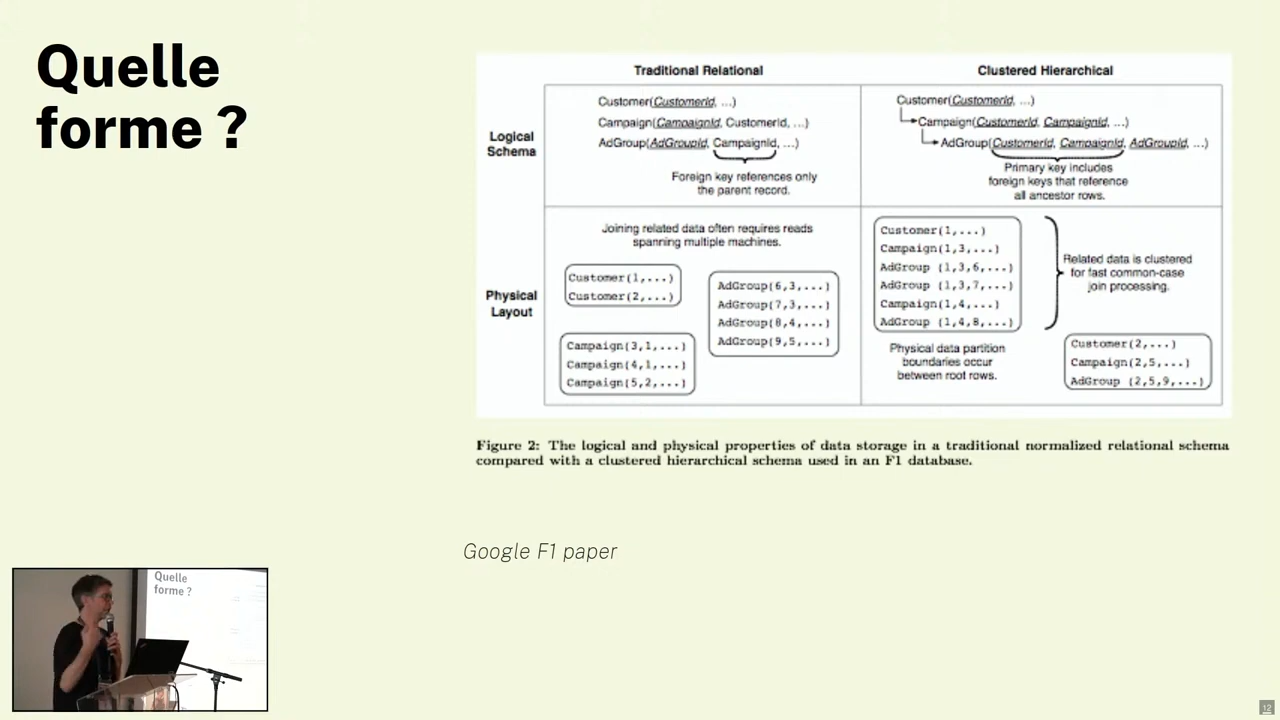 Quelle
forme ?
Traditional Relational
Clustered Hierarchical
Logical
Schema
Customer(CustomerId, ...)
Campaign(CampaignId, CustomerId, ...)
AdGroup(AdGroupId, CampaignId, ...)
Foreign key references only
the parent record.
Customer(CustomerId, ...)
Campaign(CustomerId, CampaignId, ...)
AdGroup(CustomerId, CampaignId, AdGroupId, ...)
Primary key includes
foreign keys that reference
all ancestor rows.
Physical
Layout
Joining related data often requires reads
spanning multiple machines.
Customer(1,...)
Customer(2,...)
AdGroup(6,3,...)
AdGroup(7,3,...)
AdGroup(8,4,...)
AdGroup(9,5,...)
Campaign(3,1,...)
Campaign(4,1,...)
Campaign(5,2,...)
Customer(1,...)
Campaign(1,3,...)
AdGroup (1,3,6,...)
AdGroup (1,3,7,...)
Campaign(1,4,...)
AdGroup (1,4,8,...)
Related data is clustered
for fast common-case
join processing.
Physical data partition
boundaries occur
between root rows.
Customer(2,...)
Campaign(2,5,...)
AdGroup (2,5,9,...)
Figure 2: The logical and physical properties of data storage in a traditional normalized relational schema
compared with a clustered hierarchical schema used in an F1 database.
Google F1 paper
Quelle
forme ?
12